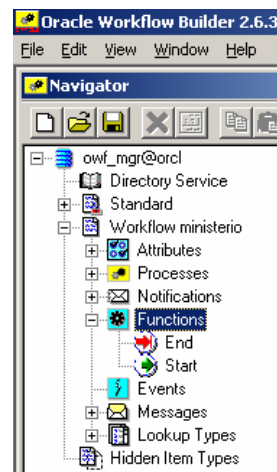 Oracle Workflow Builder 2.6.3
File Edit View Window Help
Navigator
owf_mgr@orcl
Directory Service
Standard
Workflow ministerio
Attributes
Processes
Notifications
Functions
End
Start
Events
Messages
Lookup Types
Hidden Item Types